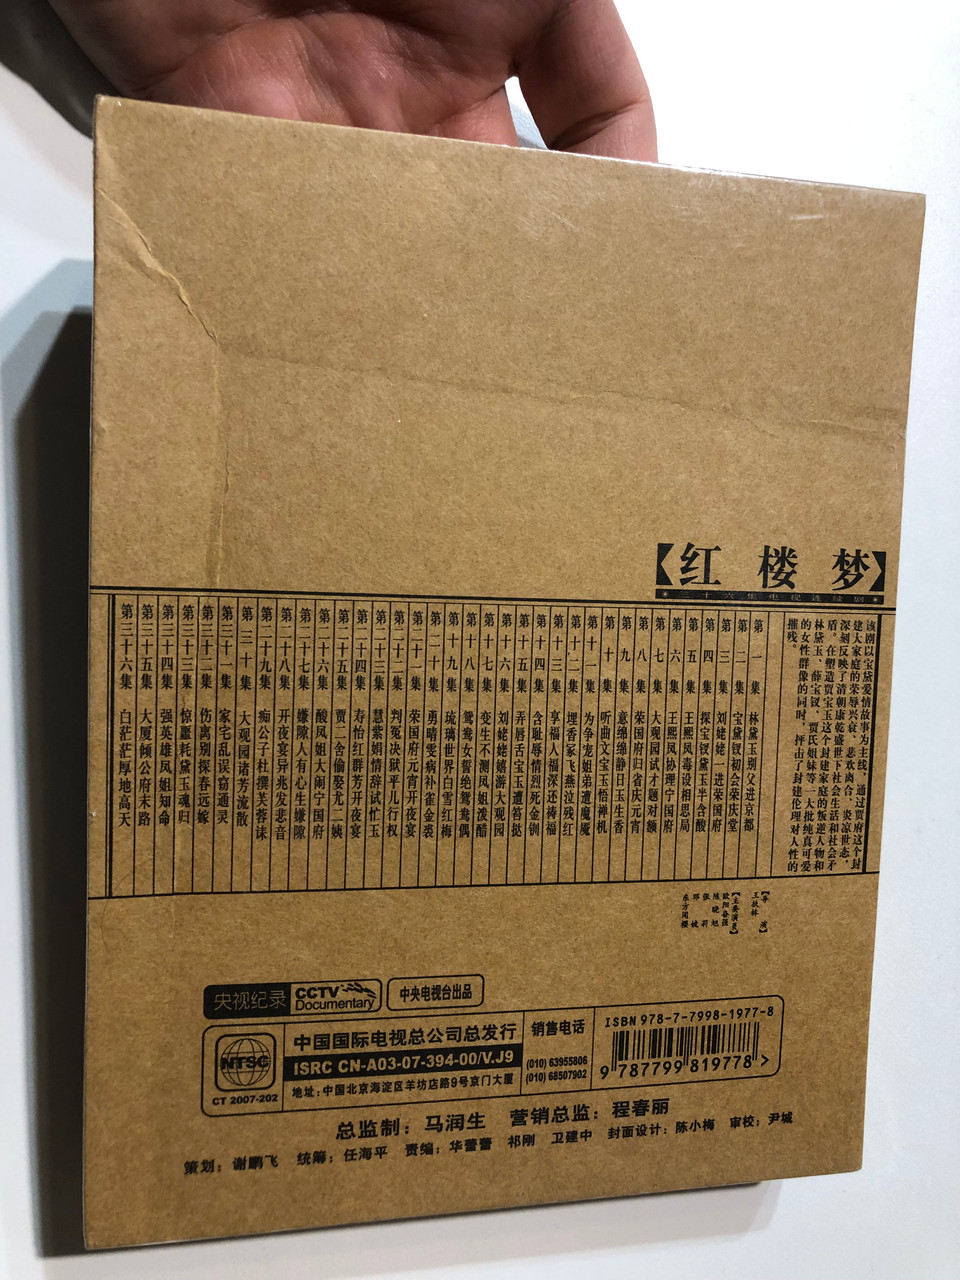 【红楼梦】
三十六集电视连续剧
该剧以宝黛爱情故事为主线,通过贾府这个封
建大家庭的荣辱兴衰、悲欢离合、炎凉世态,
深刻反映了清朝康乾盛世下社会生活和社会矛
盾。在塑造贾宝玉这个封建家庭的叛逆人物和
林黛玉、薛宝钗、贾氏姐妹等一大批纯真可爱
的女性群像的同时,抨击了封建伦理对人性的
摧残。
第一集 林黛玉别父进京都
第二集 宝黛钗初会荣庆堂
第三集 刘姥姥一进荣国府
第四集 探宝钗黛玉半含酸
第五集 王熙凤毒设相思局
第六集 王熙凤协理宁国府
第七集 大观园试才题对额
第八集 荣国府归省庆元宵
第九集 意绵绵静日玉生香
第十集 听曲文宝玉悟禅机
第十一集 为争宠姐弟遭魔魇
第十二集 埋香冢飞燕泣残红
第十三集 享福人福深还祷福
第十四集 含耻辱情烈死金钏
第十五集 弄唇舌宝玉遭笞挞
第十六集 刘姥姥嬉游大观园
第十七集 变生不测凤姐泼醋
第十八集 鸳鸯女誓绝鸳鸯偶
第十九集 琉璃世界白雪红梅
第二十集 勇晴雯病补雀金裘
第二十一集 荣国府元宵开夜宴
第二十二集 判冤决狱平儿行权
第二十三集 慧紫娟情辞试忙玉
第二十四集 寿怡红群芳开夜宴
第二十五集 贾二舍偷娶尤二姨
第二十六集 酸凤姐大闹宁国府
第二十七集 嫌隙人有心生嫌隙
第二十八集 开夜宴异兆发悲音
第二十九集 痴公子杜撰芙蓉诔
第三十集 大观园诸芳流散
第三十一集 家宅乱误窃通灵
第三十二集 伤离别探春远嫁
第三十三集 惊噩耗黛玉魂归
第三十四集 强英雄凤姐知命
第三十五集 大厦倾公府末路
第三十六集 白茫茫厚地高天
【导演】
王扶林
【主要演员】
欧阳奋强
陈晓旭
张莉
邓婕
东方闻樱
央视纪录 CCTV Documentary
中央电视台出品
NTSC
CT 2007-202
中国国际电视总公司总发行
ISRC CN-A03-07-394-00/V.J9
地址:中国北京海淀区羊坊店路9号京门大厦
销售电话
(010) 63955806
(010) 68507902
ISBN 978-7-7998-1977-8
9 787799 819778 >
总监制:马润生 营销总监:程春丽
策划:谢鹏飞 统筹:任海平 责编:华蕾蕾 祁刚 卫建中 封面设计:陈小梅 审校:尹城